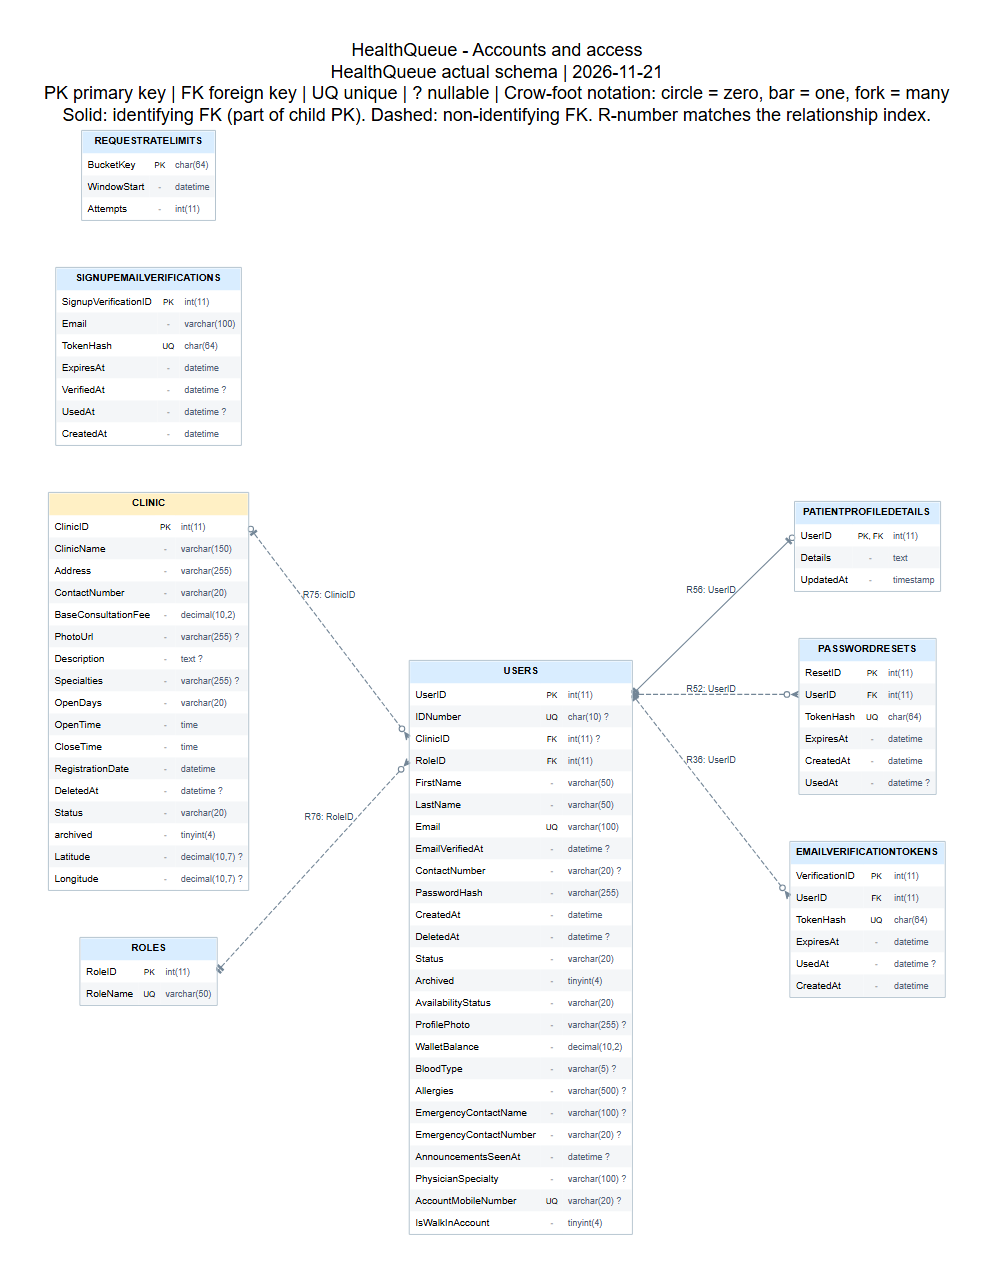 HealthQueue - Accounts and access
HealthQueue actual schema | 2026-11-21
PK primary key | FK foreign key | UQ unique | ? nullable | Crow-foot notation: circle = zero, bar = one, fork = many
Solid: identifying FK (part of child PK). Dashed: non-identifying FK. R-number matches the relationship index.
REQUESTRATELIMITS
BucketKey PK char(64)
WindowStart - datetime
Attempts - int(11)
SIGNUPEMAILVERIFICATIONS
SignupVerificationID PK int(11)
Email - varchar(100)
TokenHash UQ char(64)
ExpiresAt - datetime
VerifiedAt - datetime ?
UsedAt - datetime ?
CreatedAt - datetime
CLINIC
ClinicID PK int(11)
ClinicName - varchar(150)
Address - varchar(255)
ContactNumber - varchar(20)
BaseConsultationFee - decimal(10,2)
PhotoUrl - varchar(255) ?
Description - text ?
Specialties - varchar(255) ?
OpenDays - varchar(20)
OpenTime - time
CloseTime - time
RegistrationDate - datetime
DeletedAt - datetime ?
Status - varchar(20)
archived - tinyint(4)
Latitude - decimal(10,7) ?
Longitude - decimal(10,7) ?
ROLES
RoleID PK int(11)
RoleName UQ varchar(50)
R75: ClinicID
R76: RoleID
USERS
UserID PK int(11)
IDNumber UQ char(10) ?
ClinicID FK int(11) ?
RoleID FK int(11)
FirstName - varchar(50)
LastName - varchar(50)
Email UQ varchar(100)
EmailVerifiedAt - datetime ?
ContactNumber - varchar(20) ?
PasswordHash - varchar(255)
CreatedAt - datetime
DeletedAt - datetime ?
Status - varchar(20)
Archived - tinyint(4)
AvailabilityStatus - varchar(20)
ProfilePhoto - varchar(255) ?
WalletBalance - decimal(10,2)
BloodType - varchar(5) ?
Allergies - varchar(500) ?
EmergencyContactName - varchar(100) ?
EmergencyContactNumber - varchar(20) ?
AnnouncementsSeenAt - datetime ?
PhysicianSpecialty - varchar(100) ?
AccountMobileNumber UQ varchar(20) ?
IsWalkInAccount - tinyint(4)
R56: UserID
R52: UserID
R36: UserID
PATIENTPROFILEDETAILS
UserID PK, FK int(11)
Details - text
UpdatedAt - timestamp
PASSWORDRESETS
ResetID PK int(11)
UserID FK int(11)
TokenHash UQ char(64)
ExpiresAt - datetime
CreatedAt - datetime
UsedAt - datetime ?
EMAILVERIFICATIONTOKENS
VerificationID PK int(11)
UserID FK int(11)
TokenHash UQ char(64)
ExpiresAt - datetime
UsedAt - datetime ?
CreatedAt - datetime